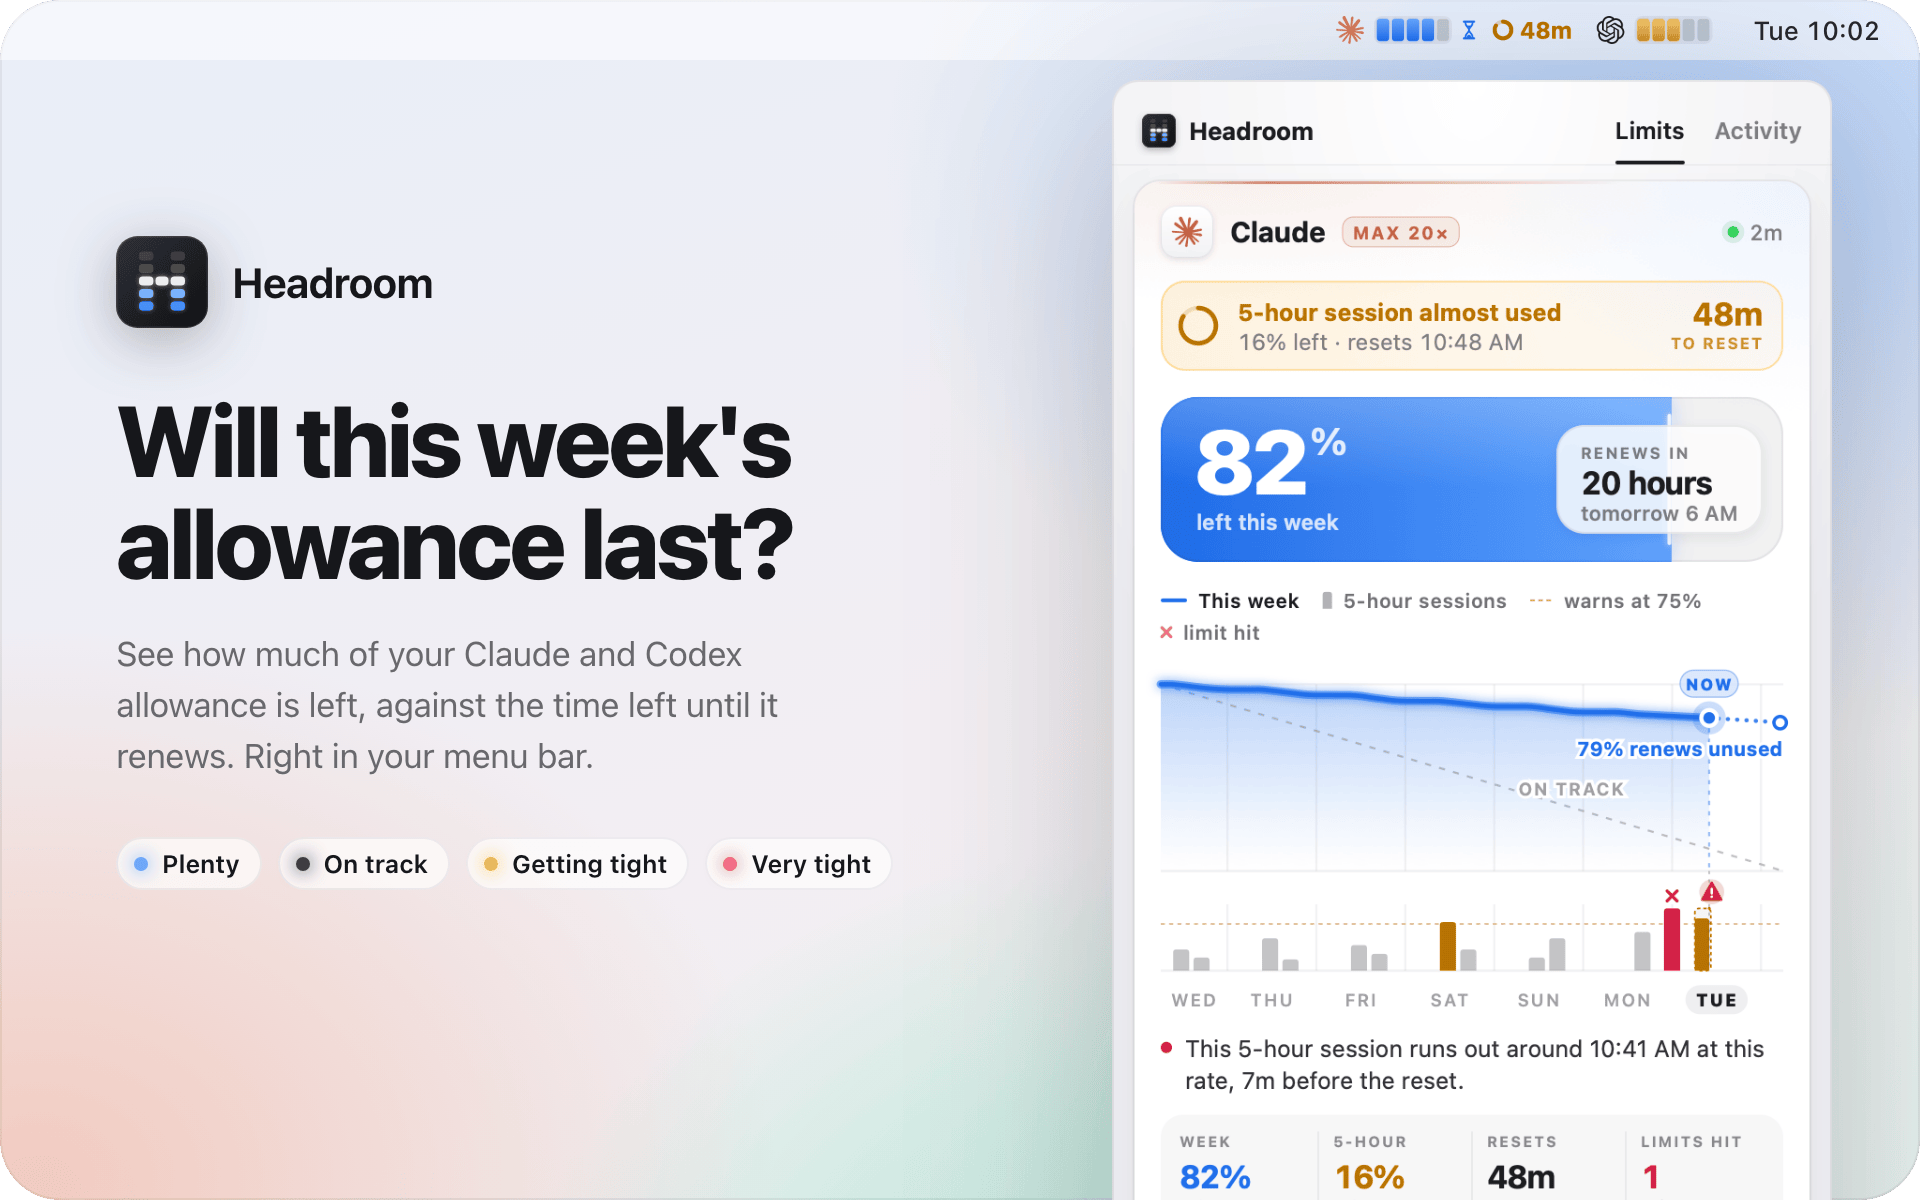 48m
Tue 10:02
Headroom
Will this week's
allowance last?
See how much of your Claude and Codex
allowance is left, against the time left until it
renews. Right in your menu bar.
Plenty
On track
Getting tight
Very tight
Headroom
Limits
Activity
Claude
MAX 20×
2m
5-hour session almost used
16% left · resets 10:48 AM
48m
TO RESET
82%
left this week
RENEWS IN
20 hours
tomorrow 6 AM
This week
5-hour sessions
warns at 75%
limit hit
NOW
79% renews unused
ON TRACK
WED THU FRI SAT SUN MON TUE
This 5-hour session runs out around 10:41 AM at this
rate, 7m before the reset.
WEEK
82%
5-HOUR
16%
RESETS
48m
LIMITS HIT
1